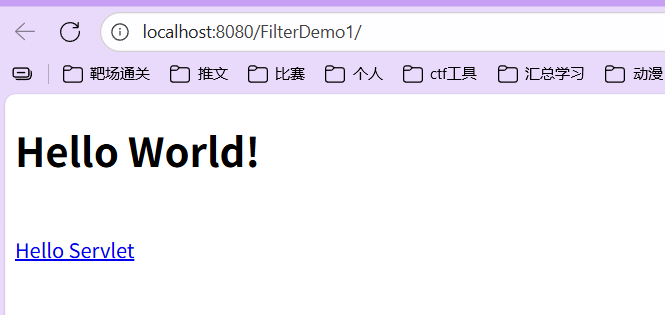 localhost:8080/FilterDemo1/
靶场通关 推文 比赛 个人 ctf工具 汇总学习 动漫
Hello World!
Hello Servlet